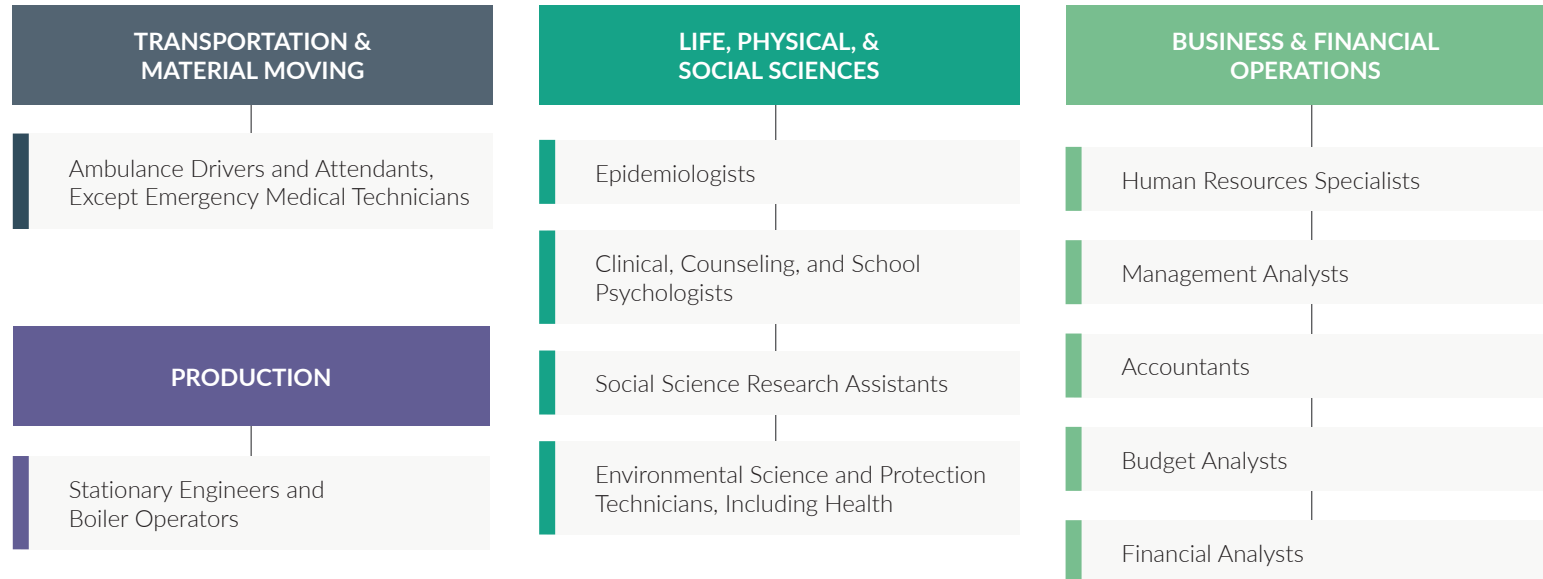 TRANSPORTATION &
MATERIAL MOVING
Ambulance Drivers and Attendants,
Except Emergency Medical Technicians
PRODUCTION
Stationary Engineers and
Boiler Operators
LIFE, PHYSICAL, &
SOCIAL SCIENCES
Epidemiologists
Clinical, Counseling, and School
Psychologists
Social Science Research Assistants
Environmental Science and Protection
Technicians, Including Health
BUSINESS & FINANCIAL
OPERATIONS
Human Resources Specialists
Management Analysts
Accountants
Budget Analysts
Financial Analysts